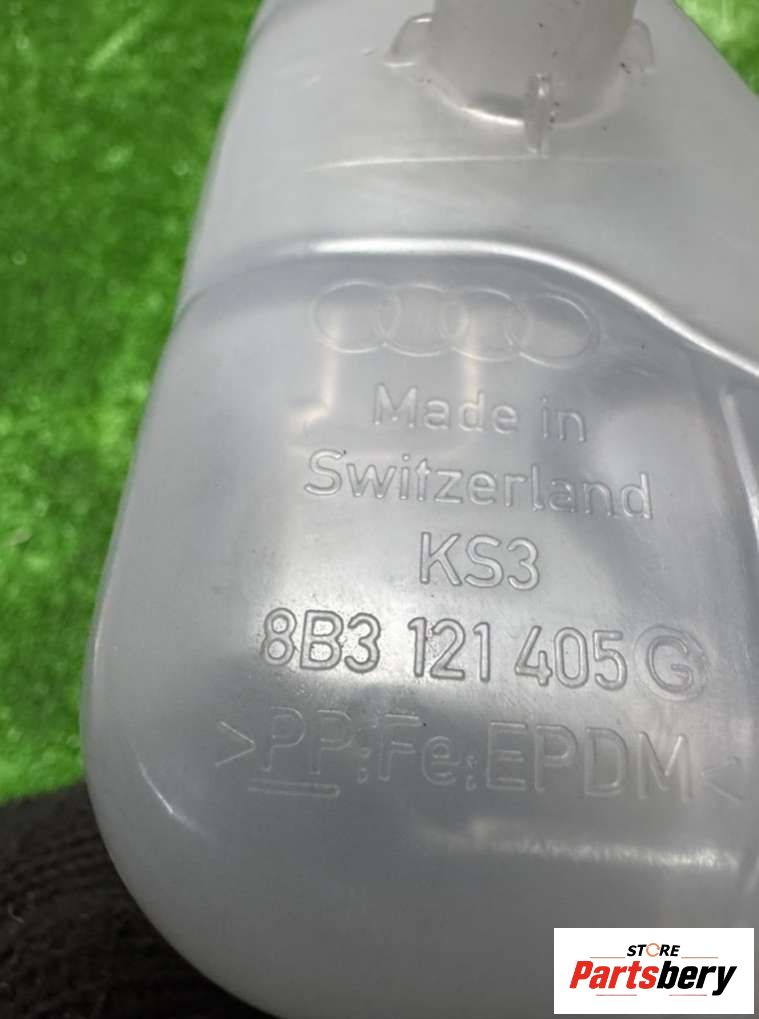 Made in
Switzerland
KS3
8B3 121 405 G
>PP:Fe:EPDM<
STORE
Partsbery